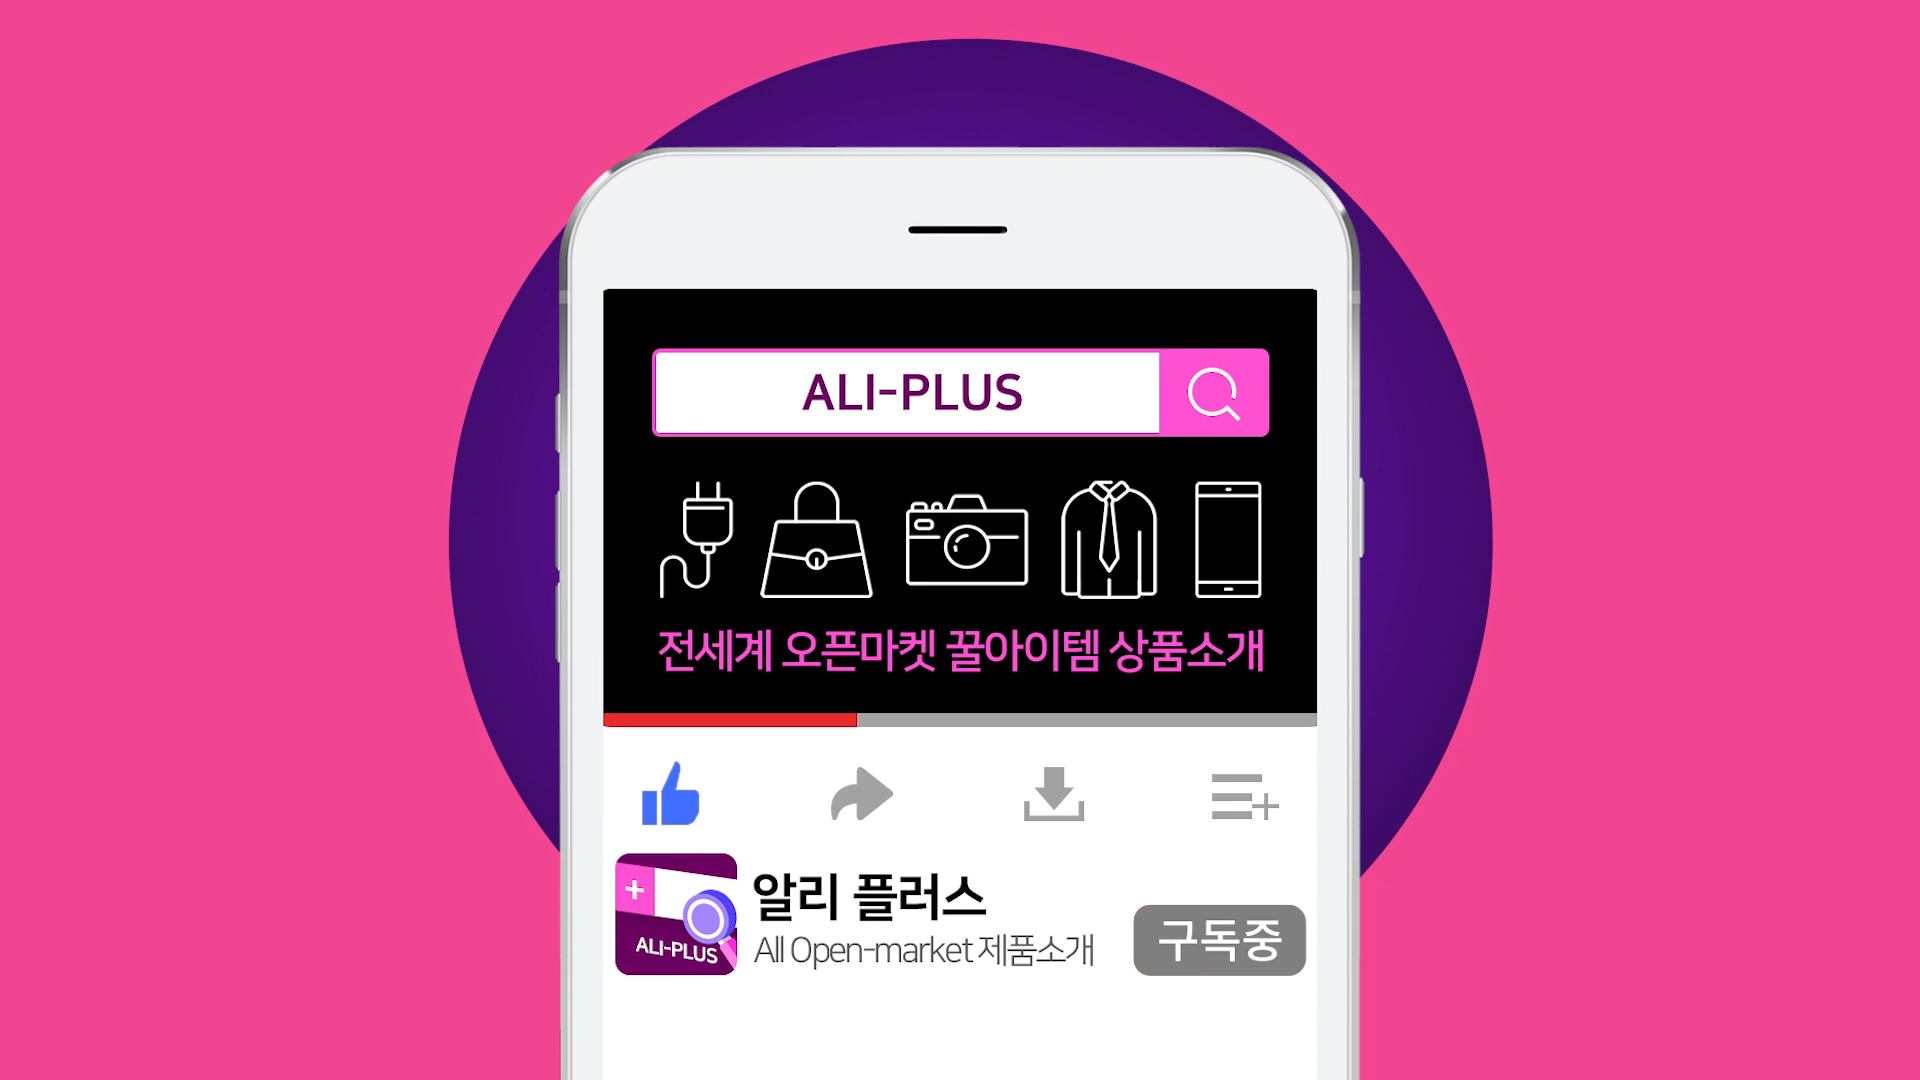 ALI-PLUS
전세계 오픈마켓 꿀아이템 상품소개
+
ALI-PLUS
알리 플러스
All Open-market 제품소개
구독중